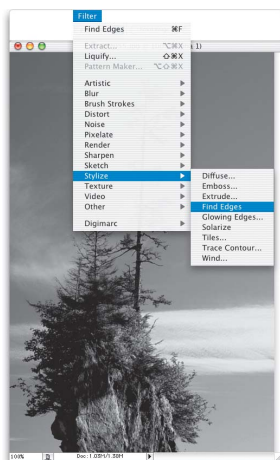 Filter
Find Edges ⌘F
Extract... ⌥⌘X
Liquify... ⇧⌘X
Pattern Maker... ⌥⇧⌘X
1)
Artistic
Blur
Brush Strokes
Distort
Noise
Pixelate
Render
Sharpen
Sketch
Stylize
Texture
Video
Other
Digimarc
Diffuse...
Emboss...
Extrude...
Find Edges
Glowing Edges...
Solarize
Tiles...
Trace Contour...
Wind...
100% Doc: 1.03M/1.38M